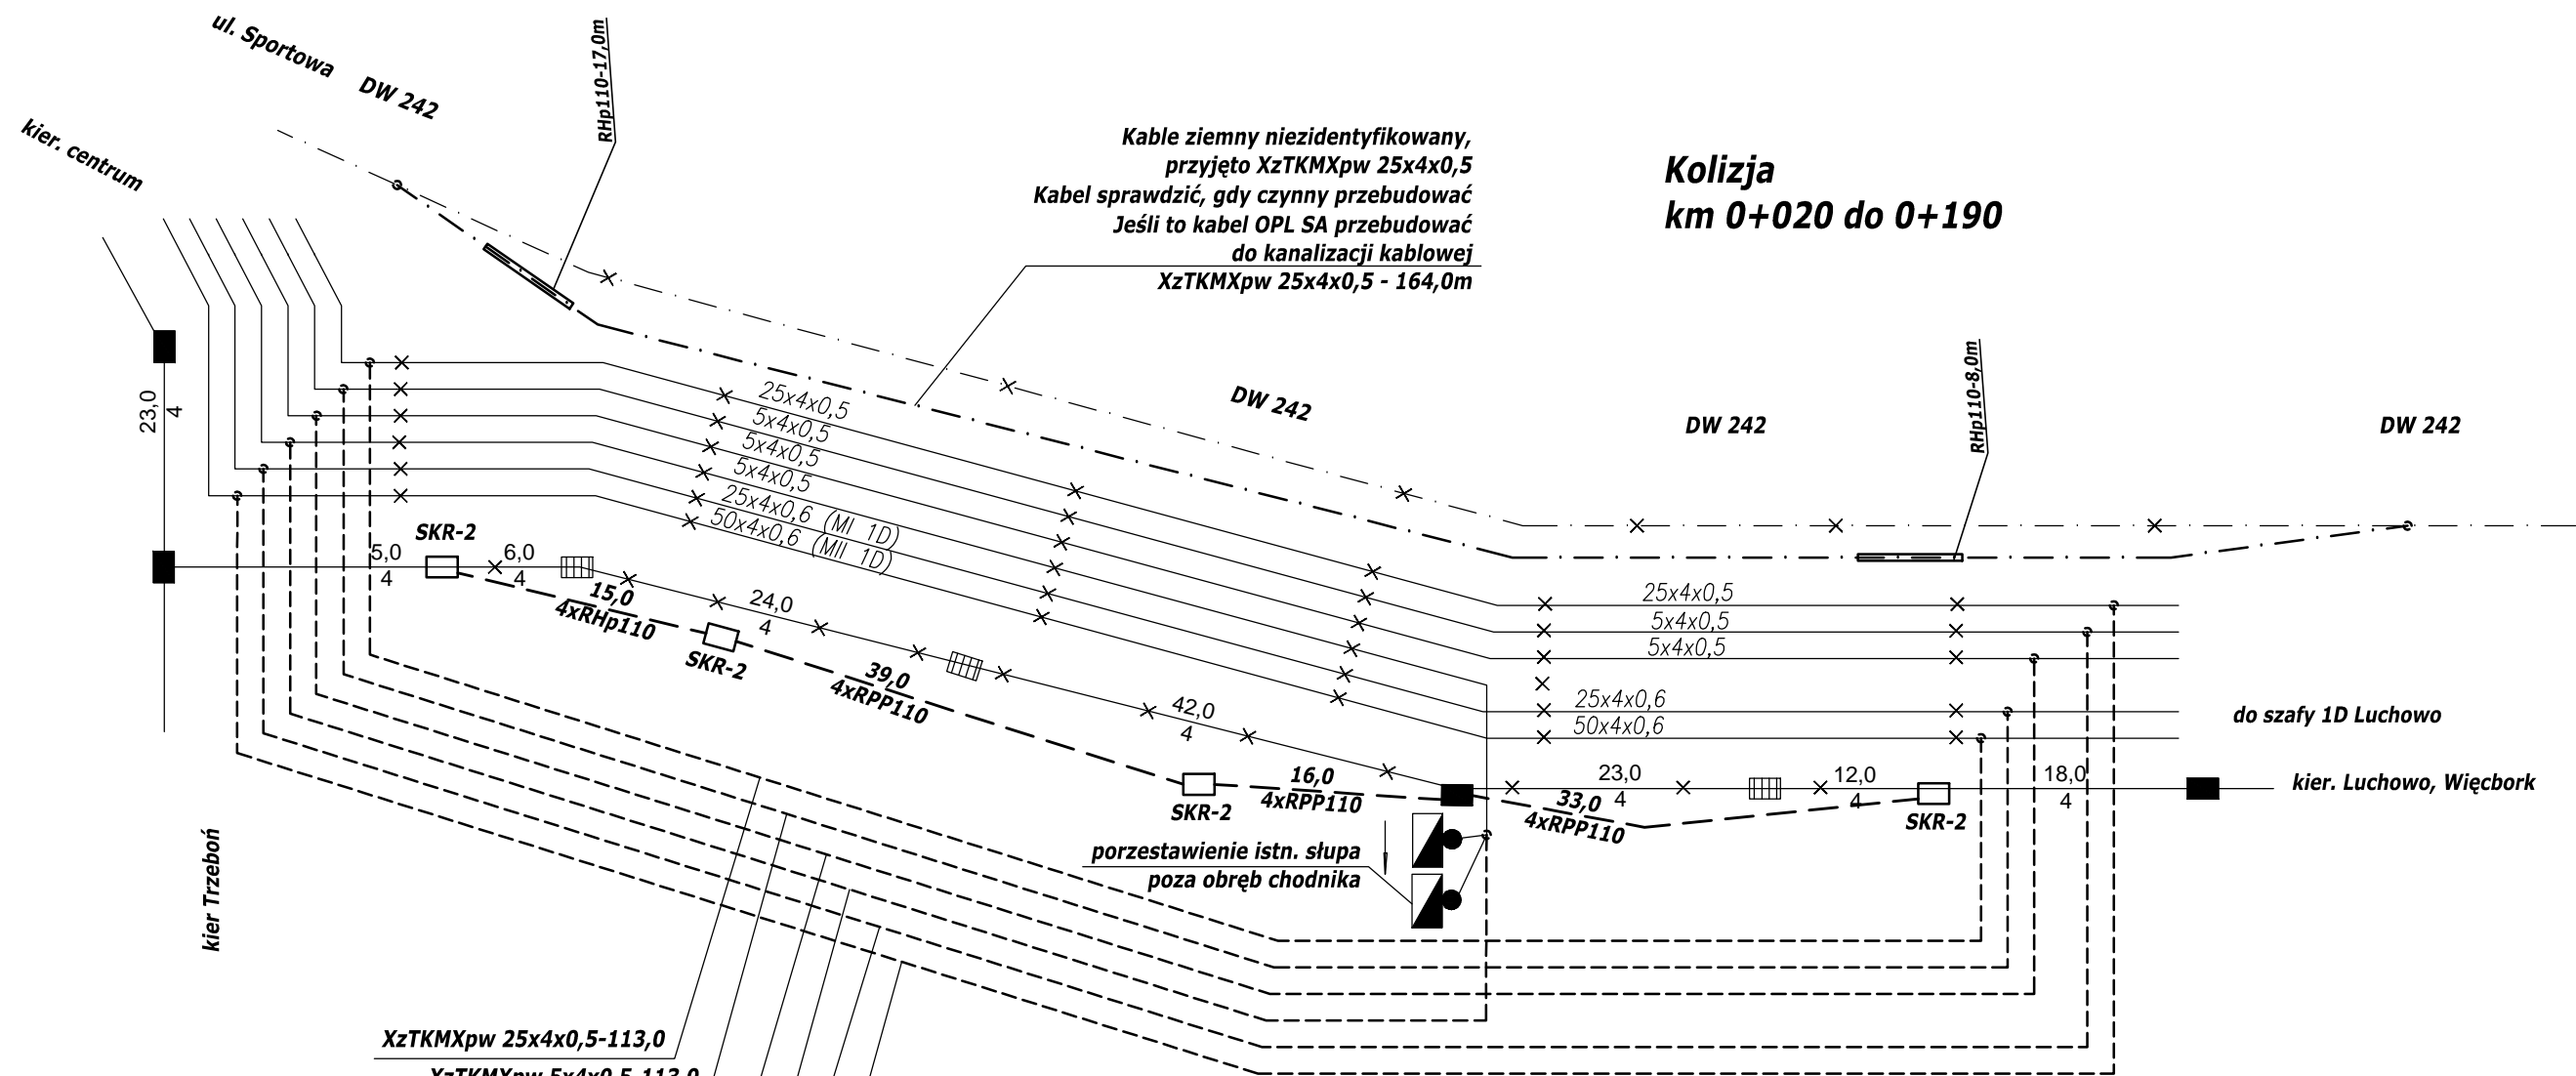 ul. Sportowa
DW 242
RHp110-17,0m
kier. centrum
Kable ziemny niezidentyfikowany,
przyjęto XzTKMXpw 25x4x0,5
Kabel sprawdzić, gdy czynny przebudować
Jeśli to kabel OPL SA przebudować
do kanalizacji kablowej
XzTKMXpw 25x4x0,5 - 164,0m
Kolizja
km 0+020 do 0+190
23,0
4
25x4x0,5
5x4x0,5
5x4x0,5
5x4x0,5
25x4x0,6 (MI 1D)
50x4x0,6 (MII 1D)
DW 242
DW 242
RHp110-8,0m
DW 242
SKR-2
5,0
4
6,0
4
15,0
4xRHp110
24,0
4
SKR-2
39,0
4xRPP110
42,0
4
25x4x0,5
5x4x0,5
5x4x0,5
25x4x0,6
50x4x0,6
do szafy 1D Luchowo
16,0
4xRPP110
SKR-2
23,0
4
33,0
4xRPP110
12,0
4
SKR-2
18,0
4
kier. Luchowo, Więcbork
porzestawienie istn. słupa
poza obręb chodnika
kier Trzeboń
XzTKMXpw 25x4x0,5-113,0
XzTKMXpw 5x4x0,5-113,0